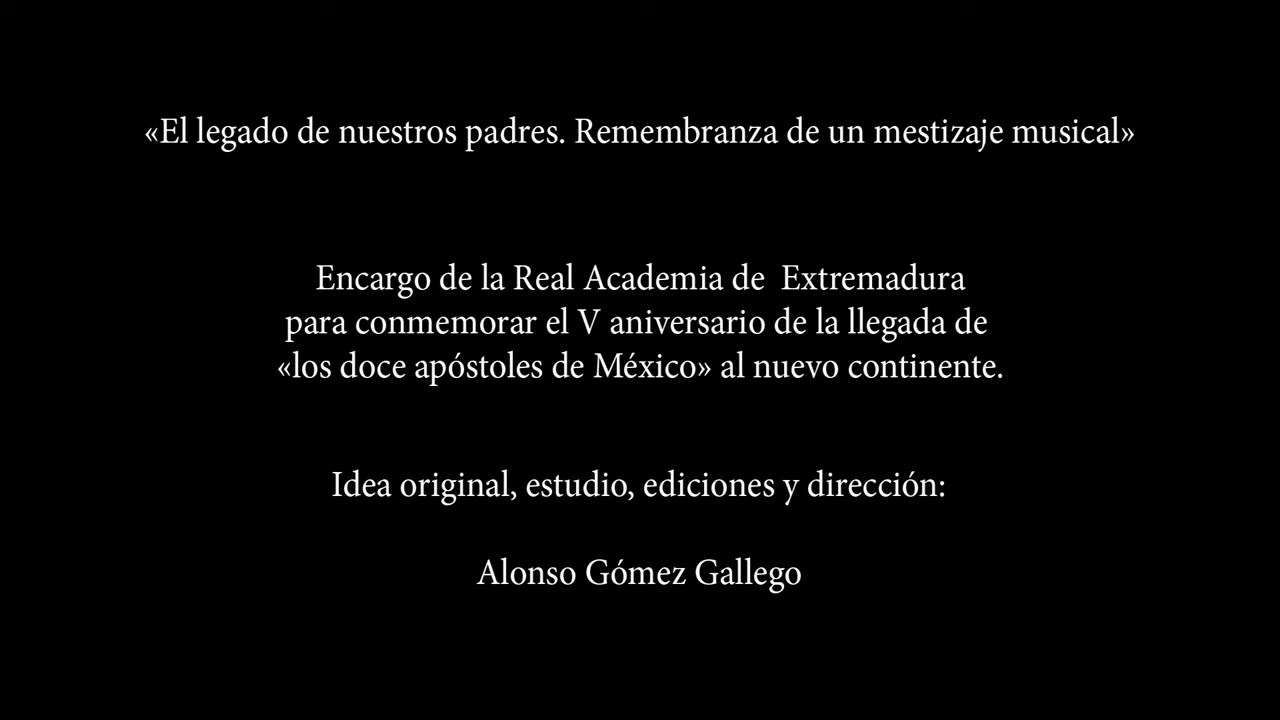 «El legado de nuestros padres. Remembranza de un mestizaje musical»
Encargo de la Real Academia de  Extremadura
para conmemorar el V aniversario de la llegada de
«los doce apóstoles de México» al nuevo continente.
Idea original, estudio, ediciones y dirección:
Alonso Gómez Gallego